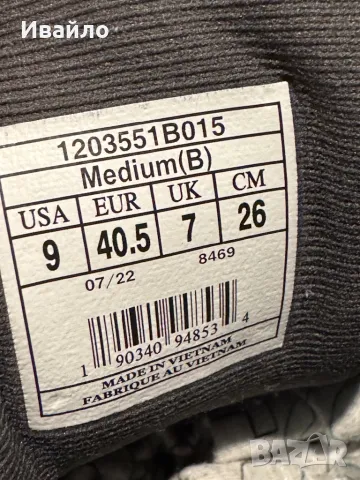 Ивайло
1203551B015
Medium(B)
USA EUR UK CM
9 40.5 7 26
07/22 8469
1 90340 94853 4
MADE IN VIETNAM
FABRIQUE AU VIETNAM
BAZAR